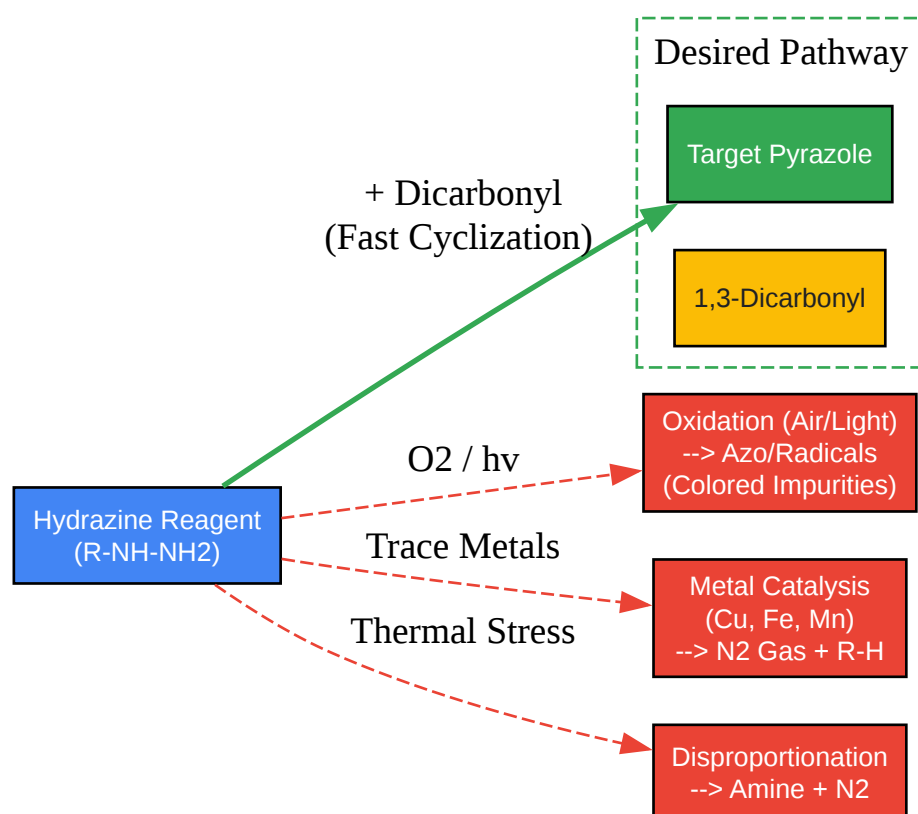 Desired Pathway
Target Pyrazole
+ Dicarbonyl
(Fast Cyclization)
1,3-Dicarbonyl
Oxidation (Air/Light)
--> Azo/Radicals
(Colored Impurities)
O2 / hv
Hydrazine Reagent
(R-NH-NH2)
Trace Metals
Metal Catalysis
(Cu, Fe, Mn)
--> N2 Gas + R-H
Thermal Stress
Disproportionation
--> Amine + N2